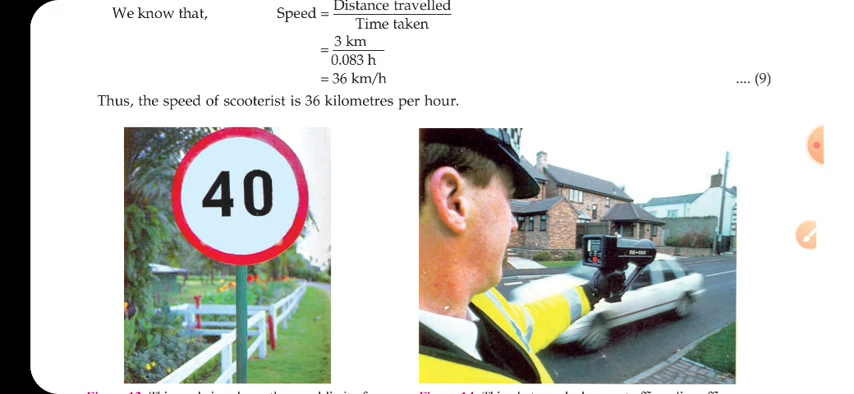 We know that, Speed = Distance travelled / Time taken
= 3 km / 0.083 h
= 36 km/h .... (9)
Thus, the speed of scooterist is 36 kilometres per hour.
40